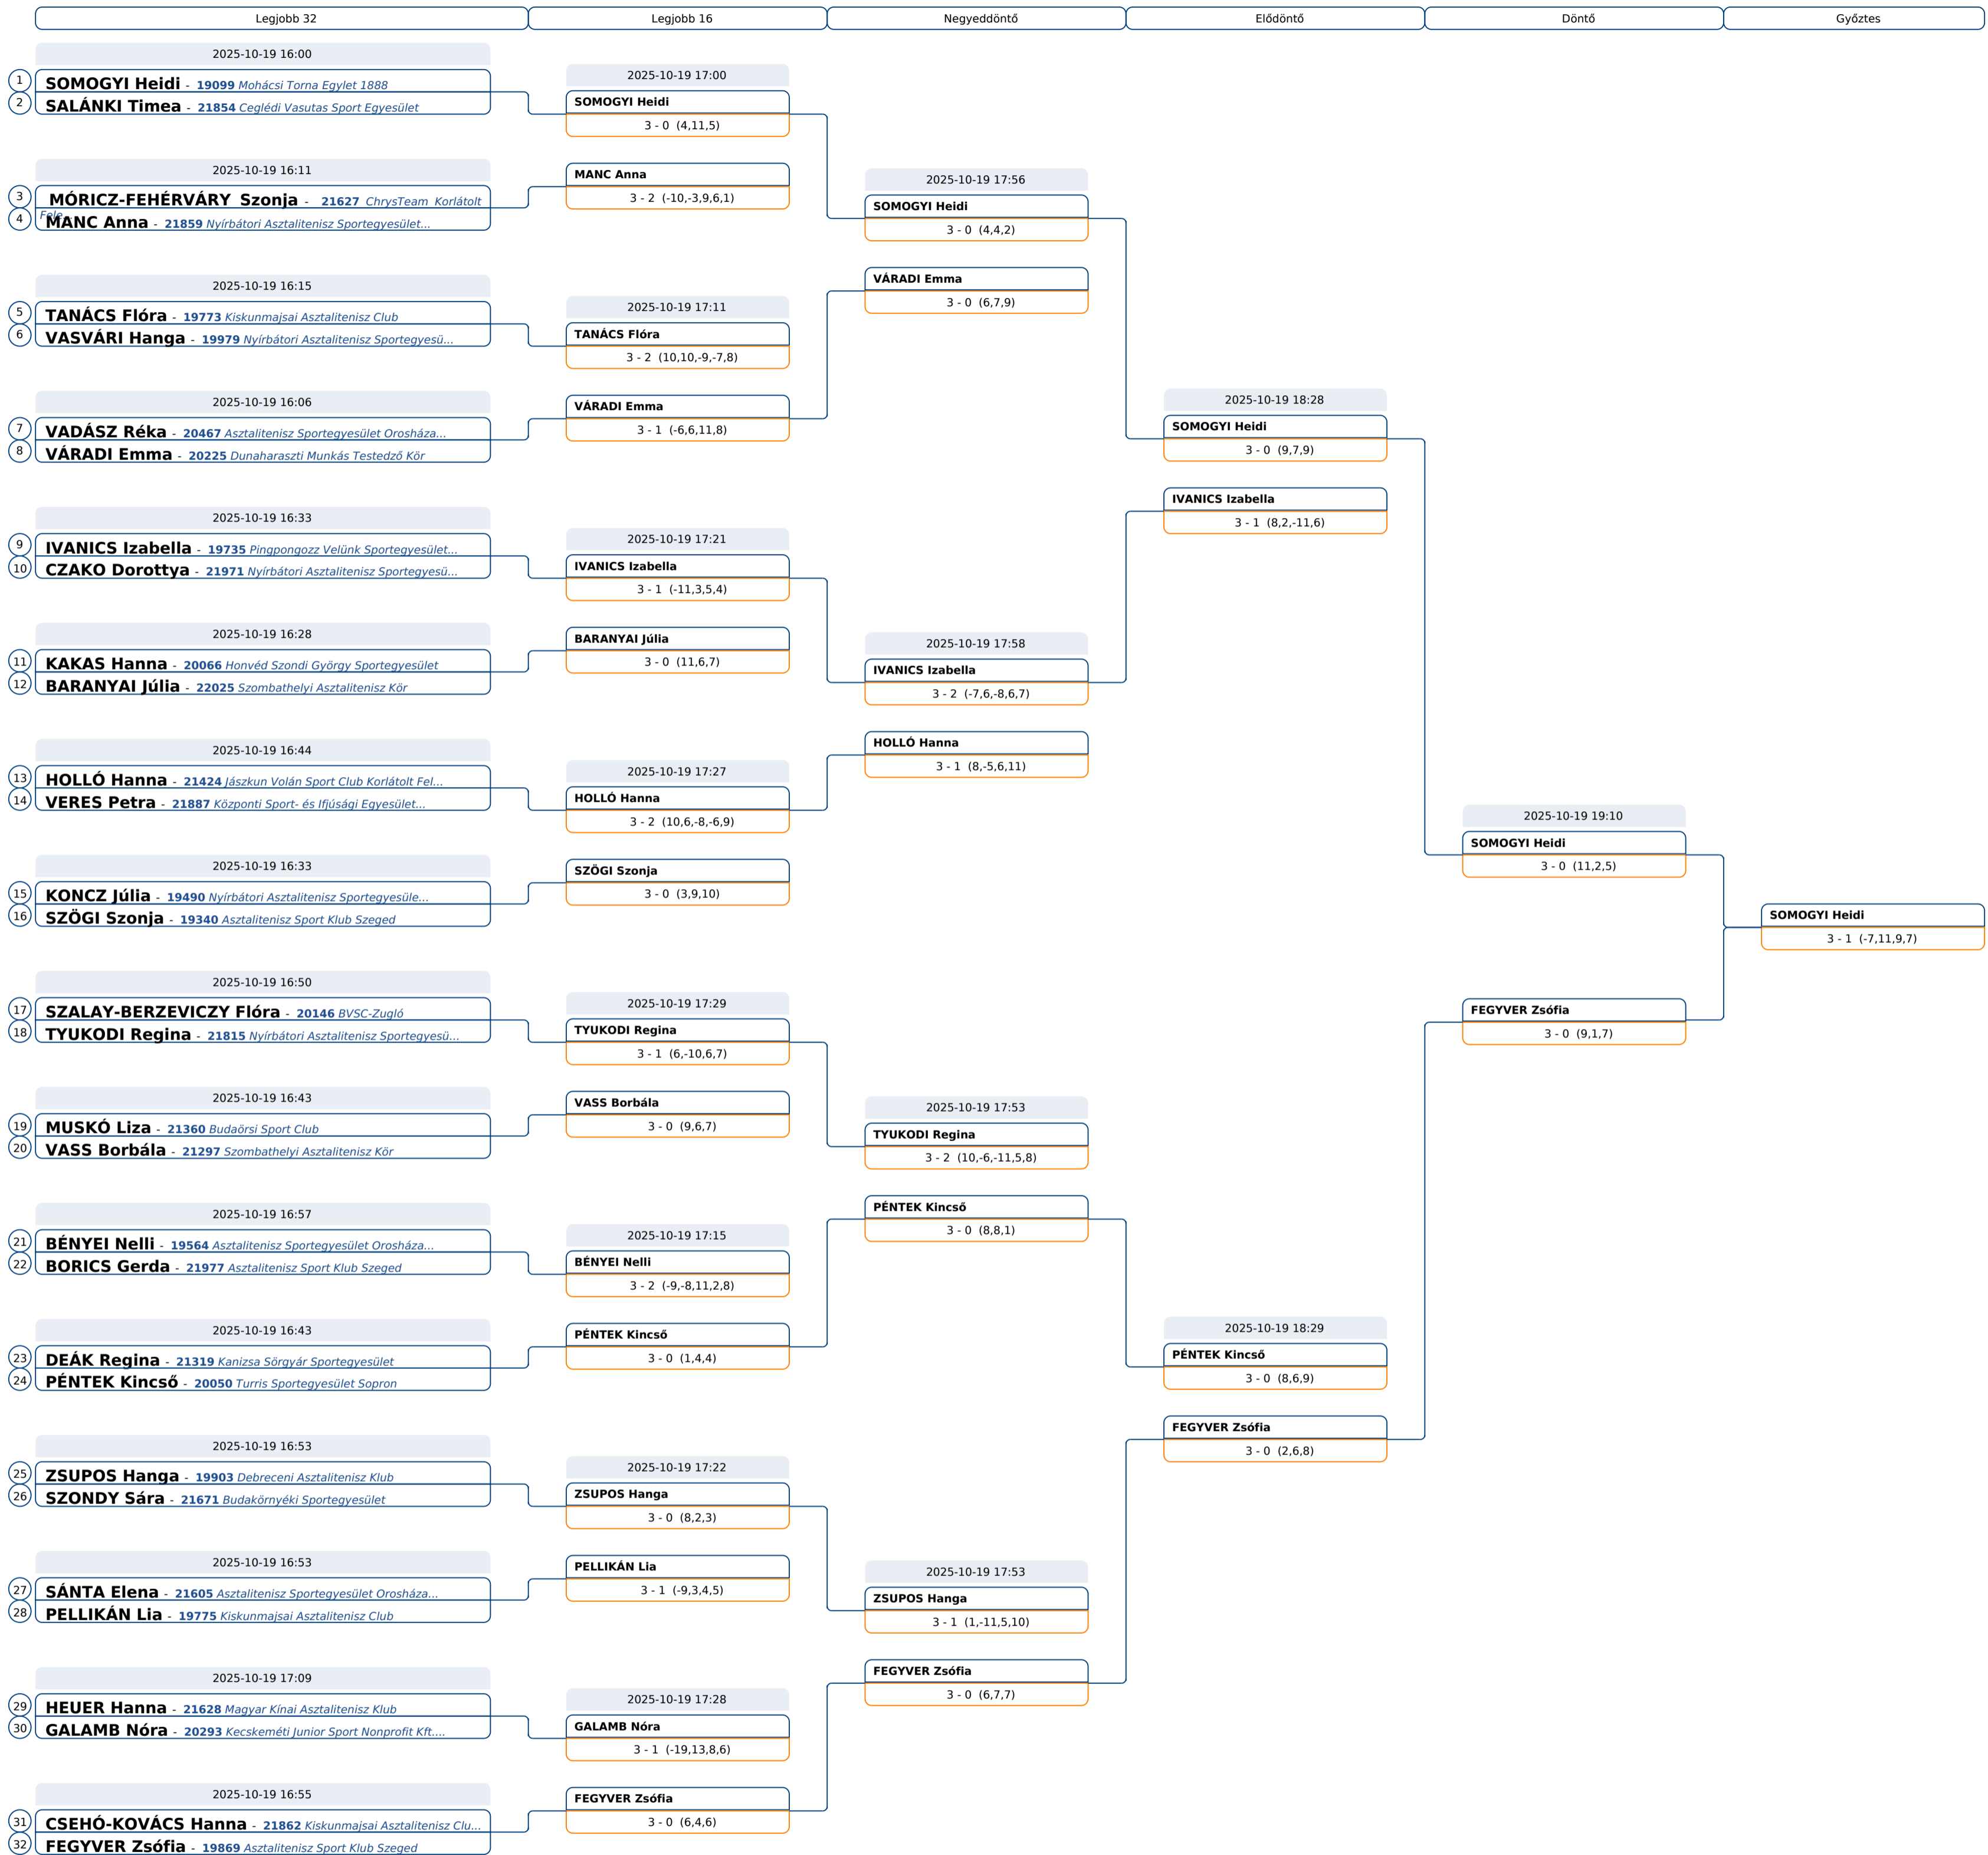 Legjobb 32
Legjobb 16
Negyeddöntő
Elődöntő
Döntő
Győztes
2025-10-19 16:00
1
SOMOGYI Heidi - 19099 Mohácsi Torna Egylet 1888
2
SALÁNKI Timea - 21854 Ceglédi Vasutas Sport Egyesület
2025-10-19 16:11
3
MÓRICZ-FEHÉRVÁRY Szonja - 21627 ChrysTeam Korlátolt
Fele...
4
MANC Anna - 21859 Nyírbátori Asztalitenisz Sportegyesület...
2025-10-19 16:15
5
TANÁCS Flóra - 19773 Kiskunmajsai Asztalitenisz Club
6
VASVÁRI Hanga - 19979 Nyírbátori Asztalitenisz Sportegyesü...
2025-10-19 16:06
7
VADÁSZ Réka - 20467 Asztalitenisz Sportegyesület Orosháza...
8
VÁRADI Emma - 20225 Dunaharaszti Munkás Testedző Kör
2025-10-19 16:33
9
IVANICS Izabella - 19735 Pingpongozz Velünk Sportegyesület...
10
CZAKO Dorottya - 21971 Nyírbátori Asztalitenisz Sportegyesü...
2025-10-19 16:28
11
KAKAS Hanna - 20066 Honvéd Szondi György Sportegyesület
12
BARANYAI Júlia - 22025 Szombathelyi Asztalitenisz Kör
2025-10-19 16:44
13
HOLLÓ Hanna - 21424 Jászkun Volán Sport Club Korlátolt Fel...
14
VERES Petra - 21887 Központi Sport- és Ifjúsági Egyesület...
2025-10-19 16:33
15
KONCZ Júlia - 19490 Nyírbátori Asztalitenisz Sportegyesüle...
16
SZÖGI Szonja - 19340 Asztalitenisz Sport Klub Szeged
2025-10-19 16:50
17
SZALAY-BERZEVICZY Flóra - 20146 BVSC-Zugló
18
TYUKODI Regina - 21815 Nyírbátori Asztalitenisz Sportegyesü...
2025-10-19 16:43
19
MUSKÓ Liza - 21360 Budaörsi Sport Club
20
VASS Borbála - 21297 Szombathelyi Asztalitenisz Kör
2025-10-19 16:57
21
BÉNYEI Nelli - 19564 Asztalitenisz Sportegyesület Orosháza...
22
BORICS Gerda - 21977 Asztalitenisz Sport Klub Szeged
2025-10-19 16:43
23
DEÁK Regina - 21319 Kanizsa Sörgyár Sportegyesület
24
PÉNTEK Kincső - 20050 Turris Sportegyesület Sopron
2025-10-19 16:53
25
ZSUPOS Hanga - 19903 Debreceni Asztalitenisz Klub
26
SZONDY Sára - 21671 Budakörnyéki Sportegyesület
2025-10-19 16:53
27
SÁNTA Elena - 21605 Asztalitenisz Sportegyesület Orosháza...
28
PELLIKÁN Lia - 19775 Kiskunmajsai Asztalitenisz Club
2025-10-19 17:09
29
HEUER Hanna - 21628 Magyar Kínai Asztalitenisz Klub
30
GALAMB Nóra - 20293 Kecskeméti Junior Sport Nonprofit Kft....
2025-10-19 16:55
31
CSEHÓ-KOVÁCS Hanna - 21862 Kiskunmajsai Asztalitenisz Clu...
32
FEGYVER Zsófia - 19869 Asztalitenisz Sport Klub Szeged
2025-10-19 17:00
SOMOGYI Heidi
3 - 0 (4,11,5)
MANC Anna
3 - 2 (-10,-3,9,6,1)
2025-10-19 17:11
TANÁCS Flóra
3 - 2 (10,10,-9,-7,8)
VÁRADI Emma
3 - 1 (-6,6,11,8)
2025-10-19 17:21
IVANICS Izabella
3 - 1 (-11,3,5,4)
BARANYAI Júlia
3 - 0 (11,6,7)
2025-10-19 17:27
HOLLÓ Hanna
3 - 2 (10,6,-8,-6,9)
SZÖGI Szonja
3 - 0 (3,9,10)
2025-10-19 17:29
TYUKODI Regina
3 - 1 (6,-10,6,7)
VASS Borbála
3 - 0 (9,6,7)
2025-10-19 17:15
BÉNYEI Nelli
3 - 2 (-9,-8,11,2,8)
PÉNTEK Kincső
3 - 0 (1,4,4)
2025-10-19 17:22
ZSUPOS Hanga
3 - 0 (8,2,3)
PELLIKÁN Lia
3 - 1 (-9,3,4,5)
2025-10-19 17:28
GALAMB Nóra
3 - 1 (-19,13,8,6)
FEGYVER Zsófia
3 - 0 (6,4,6)
2025-10-19 17:56
SOMOGYI Heidi
3 - 0 (4,4,2)
VÁRADI Emma
3 - 0 (6,7,9)
2025-10-19 17:58
IVANICS Izabella
3 - 2 (-7,6,-8,6,7)
HOLLÓ Hanna
3 - 1 (8,-5,6,11)
2025-10-19 17:53
TYUKODI Regina
3 - 2 (10,-6,-11,5,8)
PÉNTEK Kincső
3 - 0 (8,8,1)
2025-10-19 17:53
ZSUPOS Hanga
3 - 1 (1,-11,5,10)
FEGYVER Zsófia
3 - 0 (6,7,7)
2025-10-19 18:28
SOMOGYI Heidi
3 - 0 (9,7,9)
IVANICS Izabella
3 - 1 (8,2,-11,6)
2025-10-19 18:29
PÉNTEK Kincső
3 - 0 (8,6,9)
FEGYVER Zsófia
3 - 0 (2,6,8)
2025-10-19 19:10
SOMOGYI Heidi
3 - 0 (11,2,5)
FEGYVER Zsófia
3 - 0 (9,1,7)
SOMOGYI Heidi
3 - 1 (-7,11,9,7)